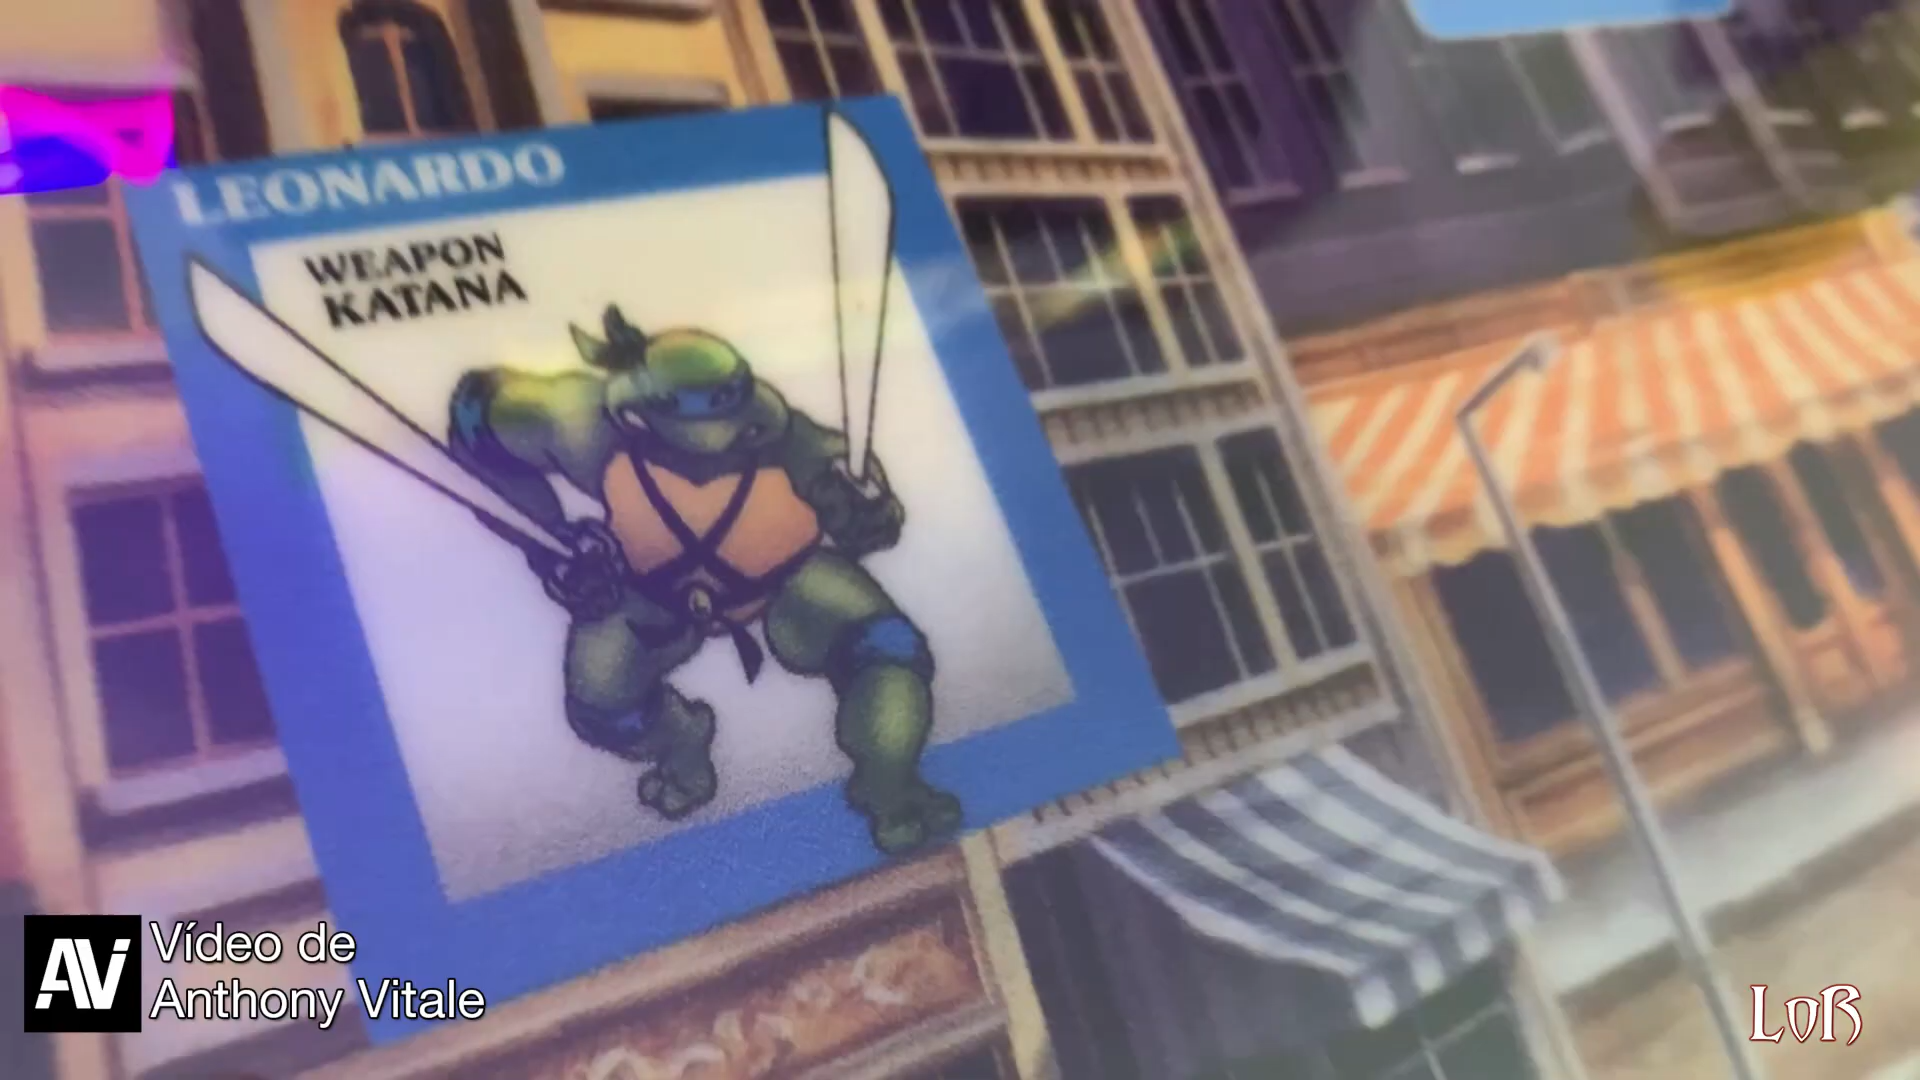 LEONARDO
WEAPON
KATANA
AV
Vídeo de
Anthony Vitale
LoR